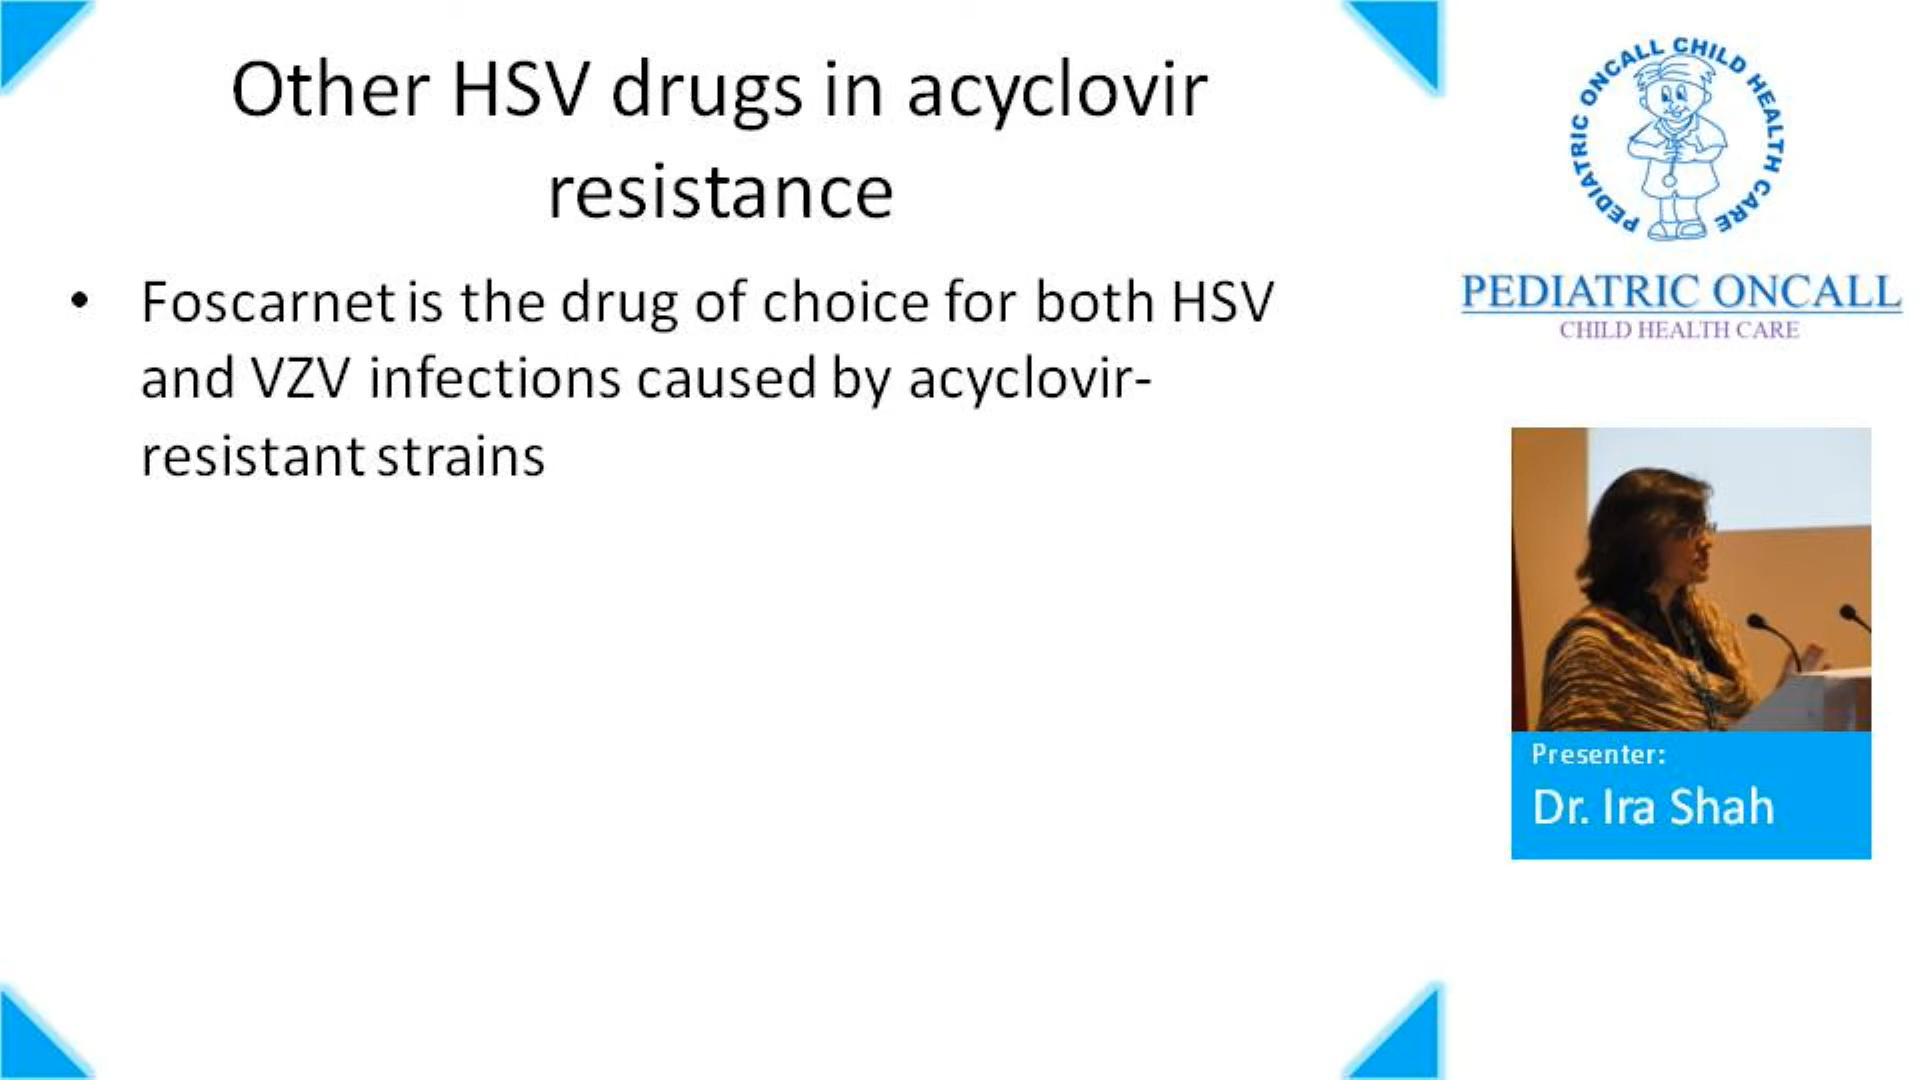 Other HSV drugs in acyclovir
resistance
• Foscarnet is the drug of choice for both HSV
and VZV infections caused by acyclovir-
resistant strains
PEDIATRIC ONCALL CHILD HEALTH CARE
PEDIATRIC ONCALL
CHILD HEALTH CARE
Presenter:
Dr. Ira Shah